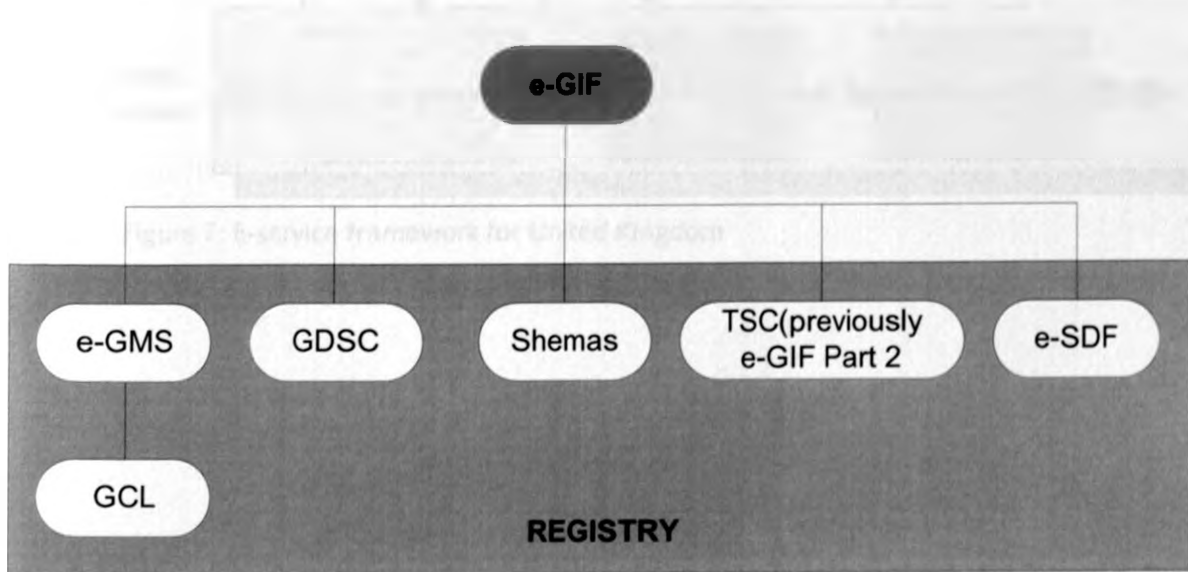 e-GIF
Figure 7: E-service framework for United Kingdom
e-GMS
GDSC
Shemas
TSC(previously
e-GIF Part 2
e-SDF
GCL
REGISTRY